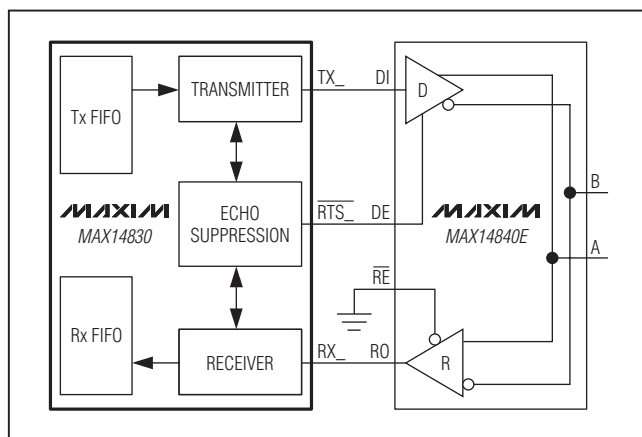 Tx FIFO
TRANSMITTER
TX_
DI
D
MAXIM
MAX14830
ECHO
SUPPRESSION
RTS_
DE
MAXIM
MAX14840E
B
A
RE
Rx FIFO
RECEIVER
RX_
RO
R